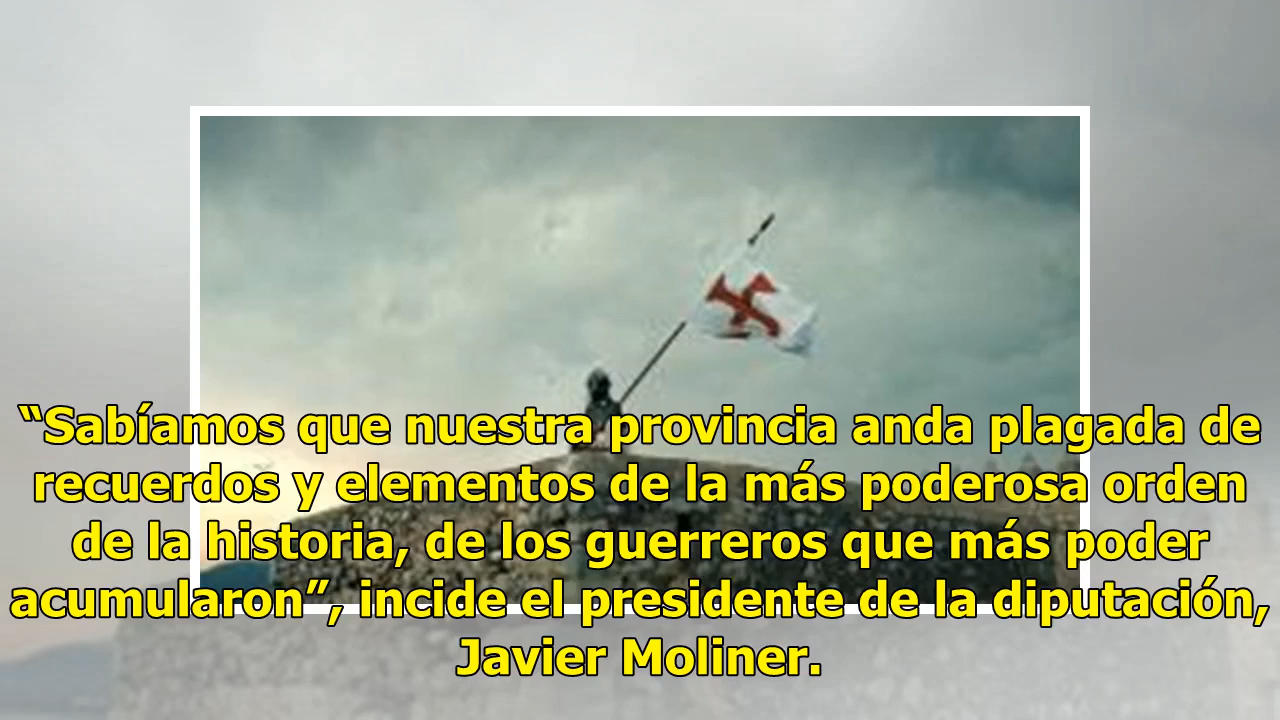 “Sabíamos que nuestra provincia anda plagada de
recuerdos y elementos de la más poderosa orden
de la historia, de los guerreros que más poder
acumularon”, incide el presidente de la diputación,
Javier Moliner.